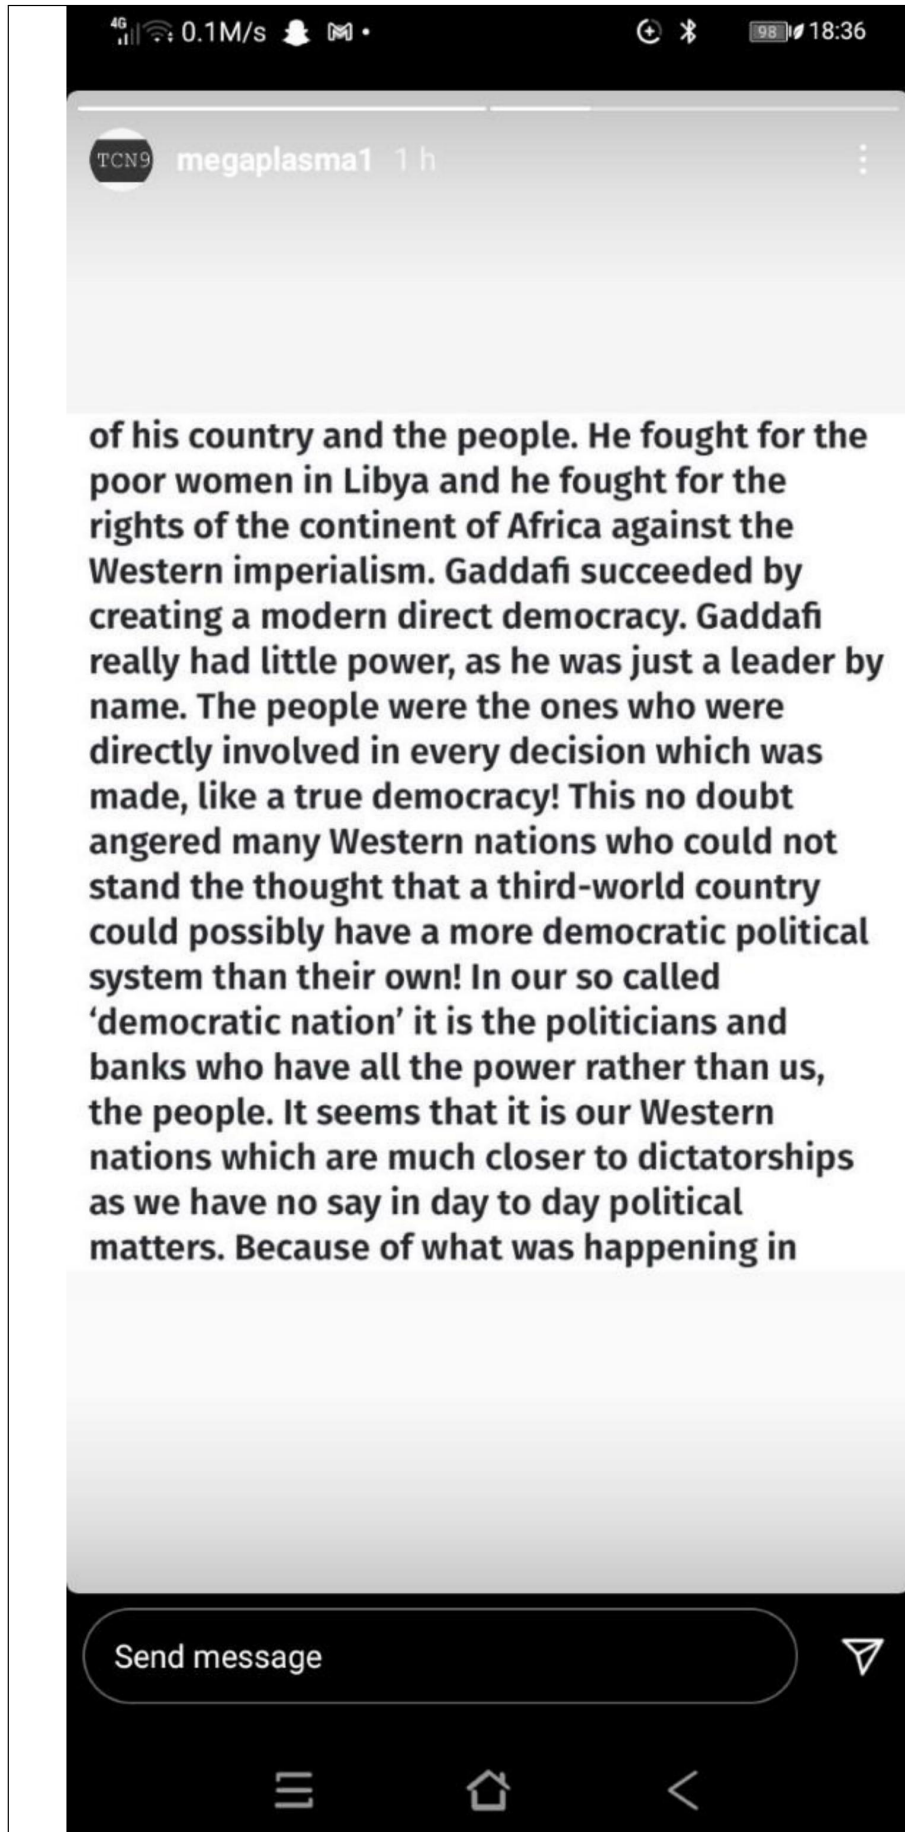 4G 0.1M/s 98 18:36
TCN9 megaplasma1 1 h
of his country and the people. He fought for the
poor women in Libya and he fought for the
rights of the continent of Africa against the
Western imperialism. Gaddafi succeeded by
creating a modern direct democracy. Gaddafi
really had little power, as he was just a leader by
name. The people were the ones who were
directly involved in every decision which was
made, like a true democracy! This no doubt
angered many Western nations who could not
stand the thought that a third-world country
could possibly have a more democratic political
system than their own! In our so called
‘democratic nation’ it is the politicians and
banks who have all the power rather than us,
the people. It seems that it is our Western
nations which are much closer to dictatorships
as we have no say in day to day political
matters. Because of what was happening in
Send message